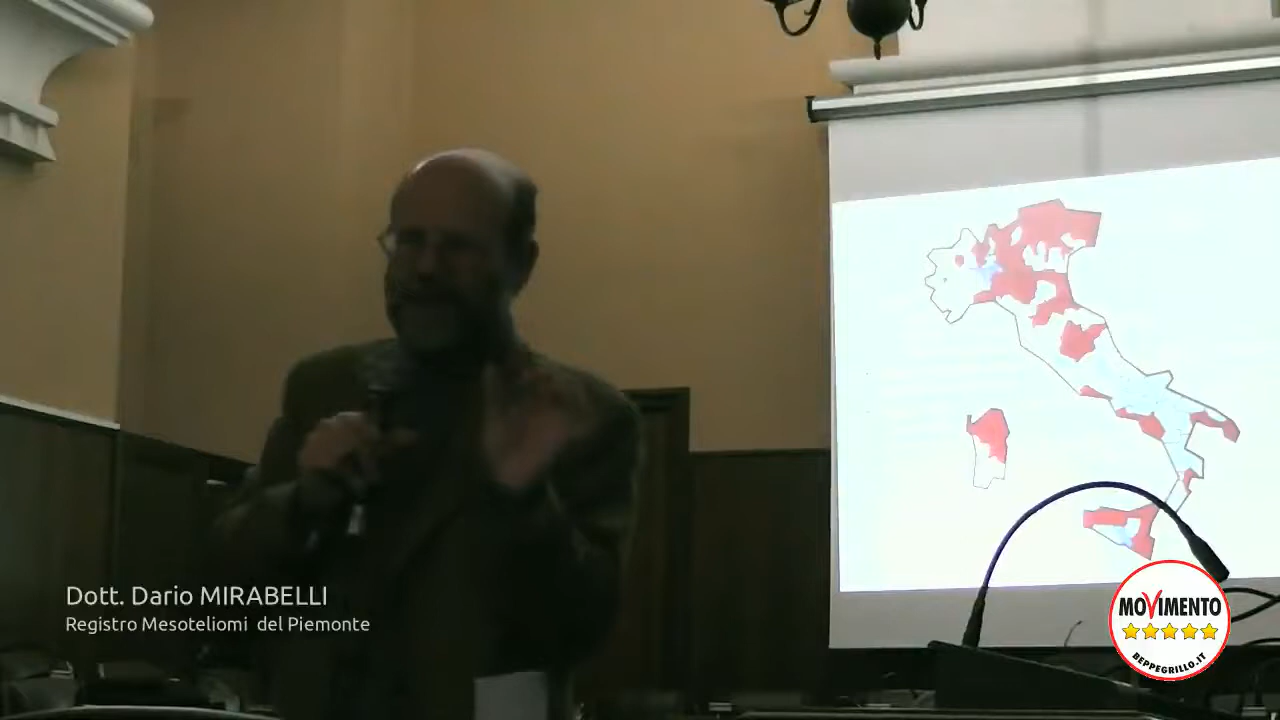 Dott. Dario MIRABELLI
Registro Mesoteliomi del Piemonte
MOVIMENTO
BEPPEGRILLO.IT